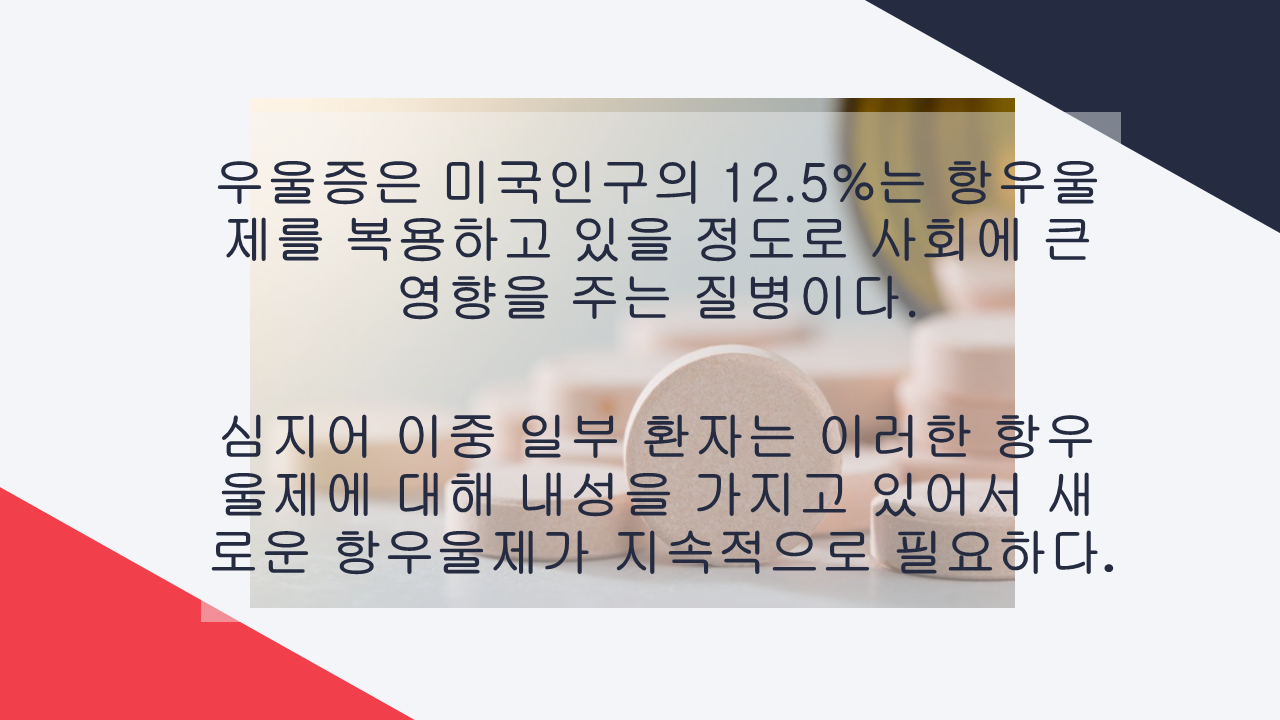 우울증은 미국인구의 12.5%는 항우울
제를 복용하고 있을 정도로 사회에 큰
영향을 주는 질병이다.
심지어 이중 일부 환자는 이러한 항우
울제에 대해 내성을 가지고 있어서 새
로운 항우울제가 지속적으로 필요하다.